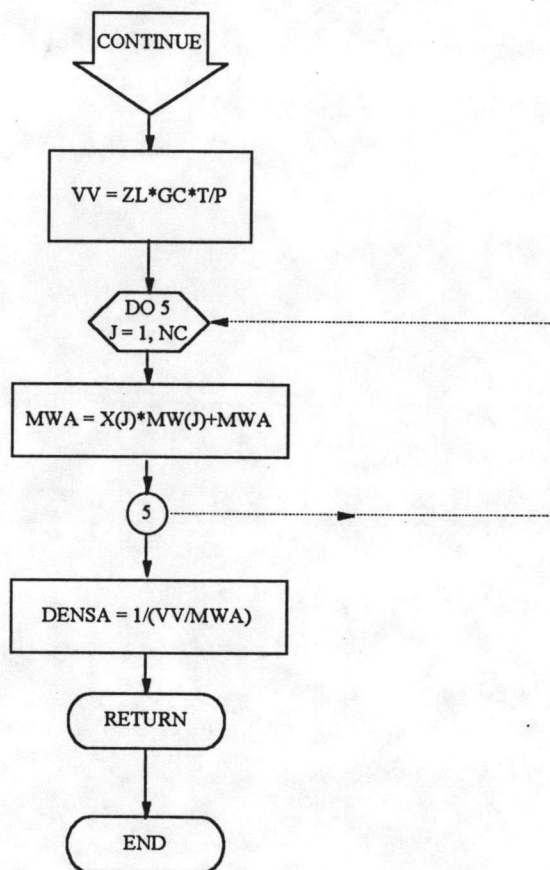 CONTINUE
VV = ZL*GC*T/P
DO 5
J = 1, NC
MWA = X(J)*MW(J)+MWA
5
DENSA = 1/(VV/MWA)
RETURN
END